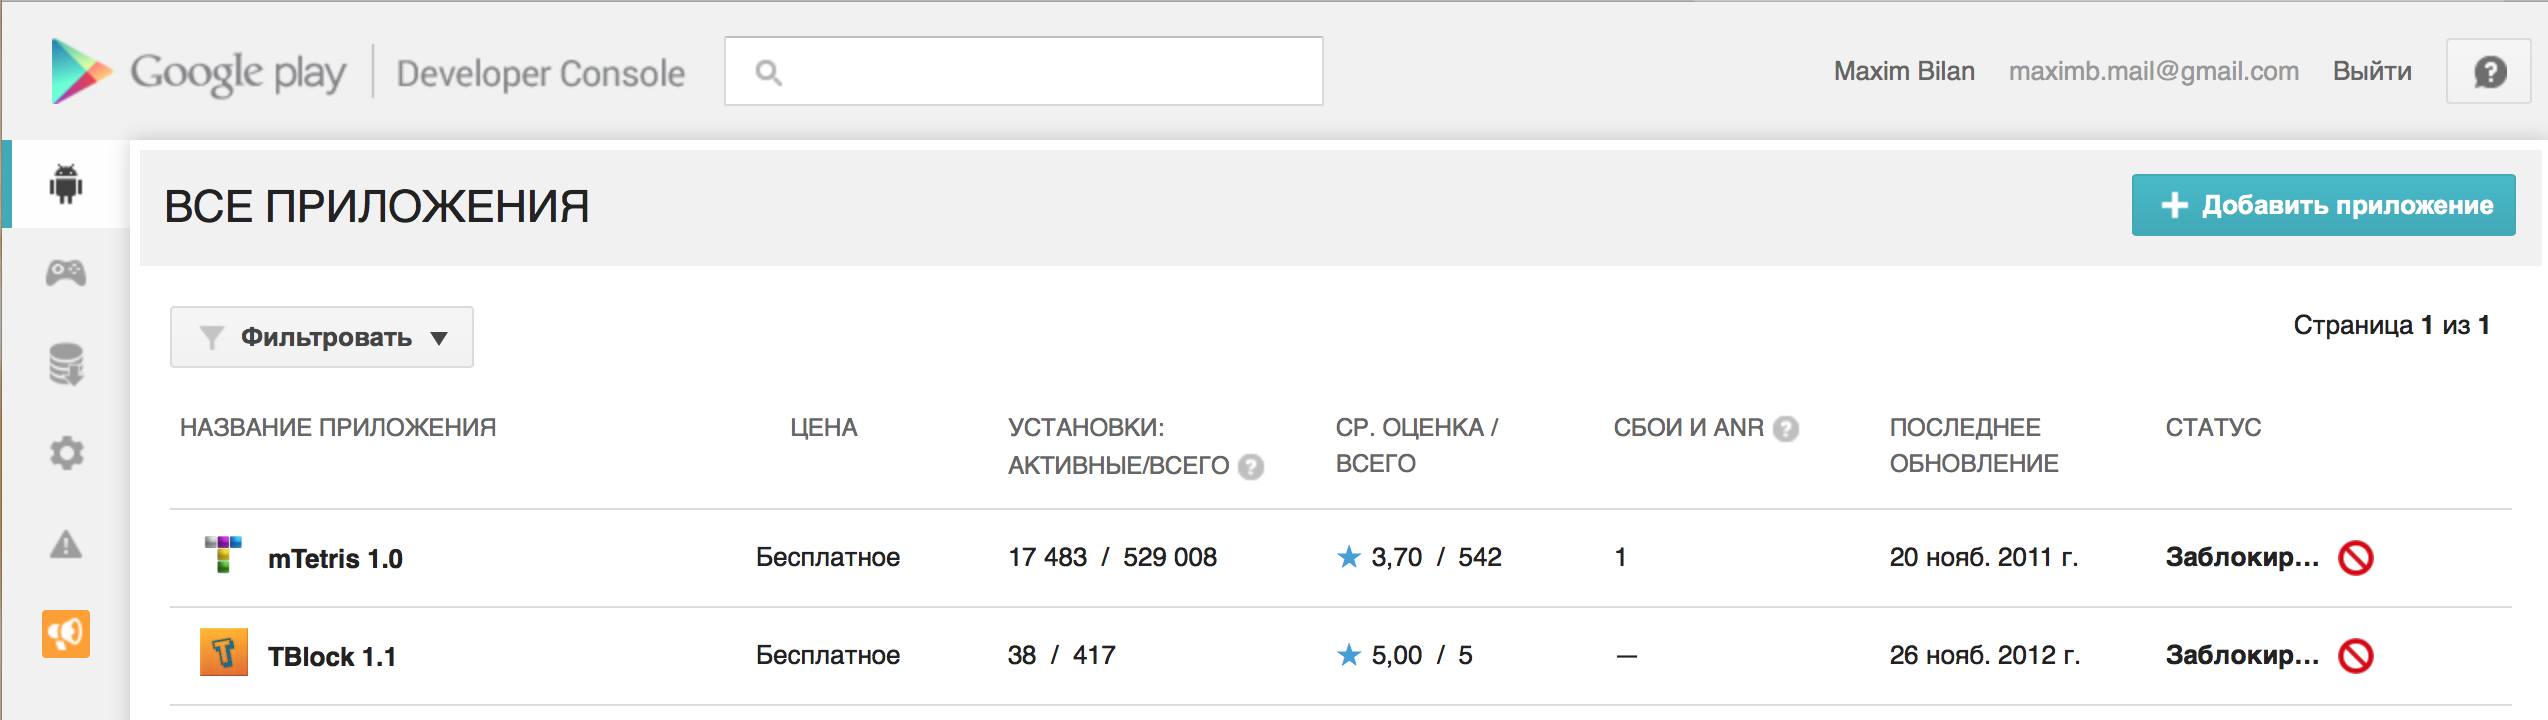 Google play | Developer Console
Maxim Bilan maximb.mail@gmail.com Выйти
ВСЕ ПРИЛОЖЕНИЯ
Добавить приложение
Фильтровать
Страница 1 из 1
НАЗВАНИЕ ПРИЛОЖЕНИЯ
ЦЕНА
УСТАНОВКИ:
АКТИВНЫЕ/ВСЕГО
СР. ОЦЕНКА /
ВСЕГО
СБОИ И ANR
ПОСЛЕДНЕЕ
ОБНОВЛЕНИЕ
СТАТУС
mTetris 1.0 Бесплатное 17 483 / 529 008 3,70 / 542 1 20 нояб. 2011 г. Заблокир...
TBlock 1.1 Бесплатное 38 / 417 5,00 / 5 — 26 нояб. 2012 г. Заблокир...